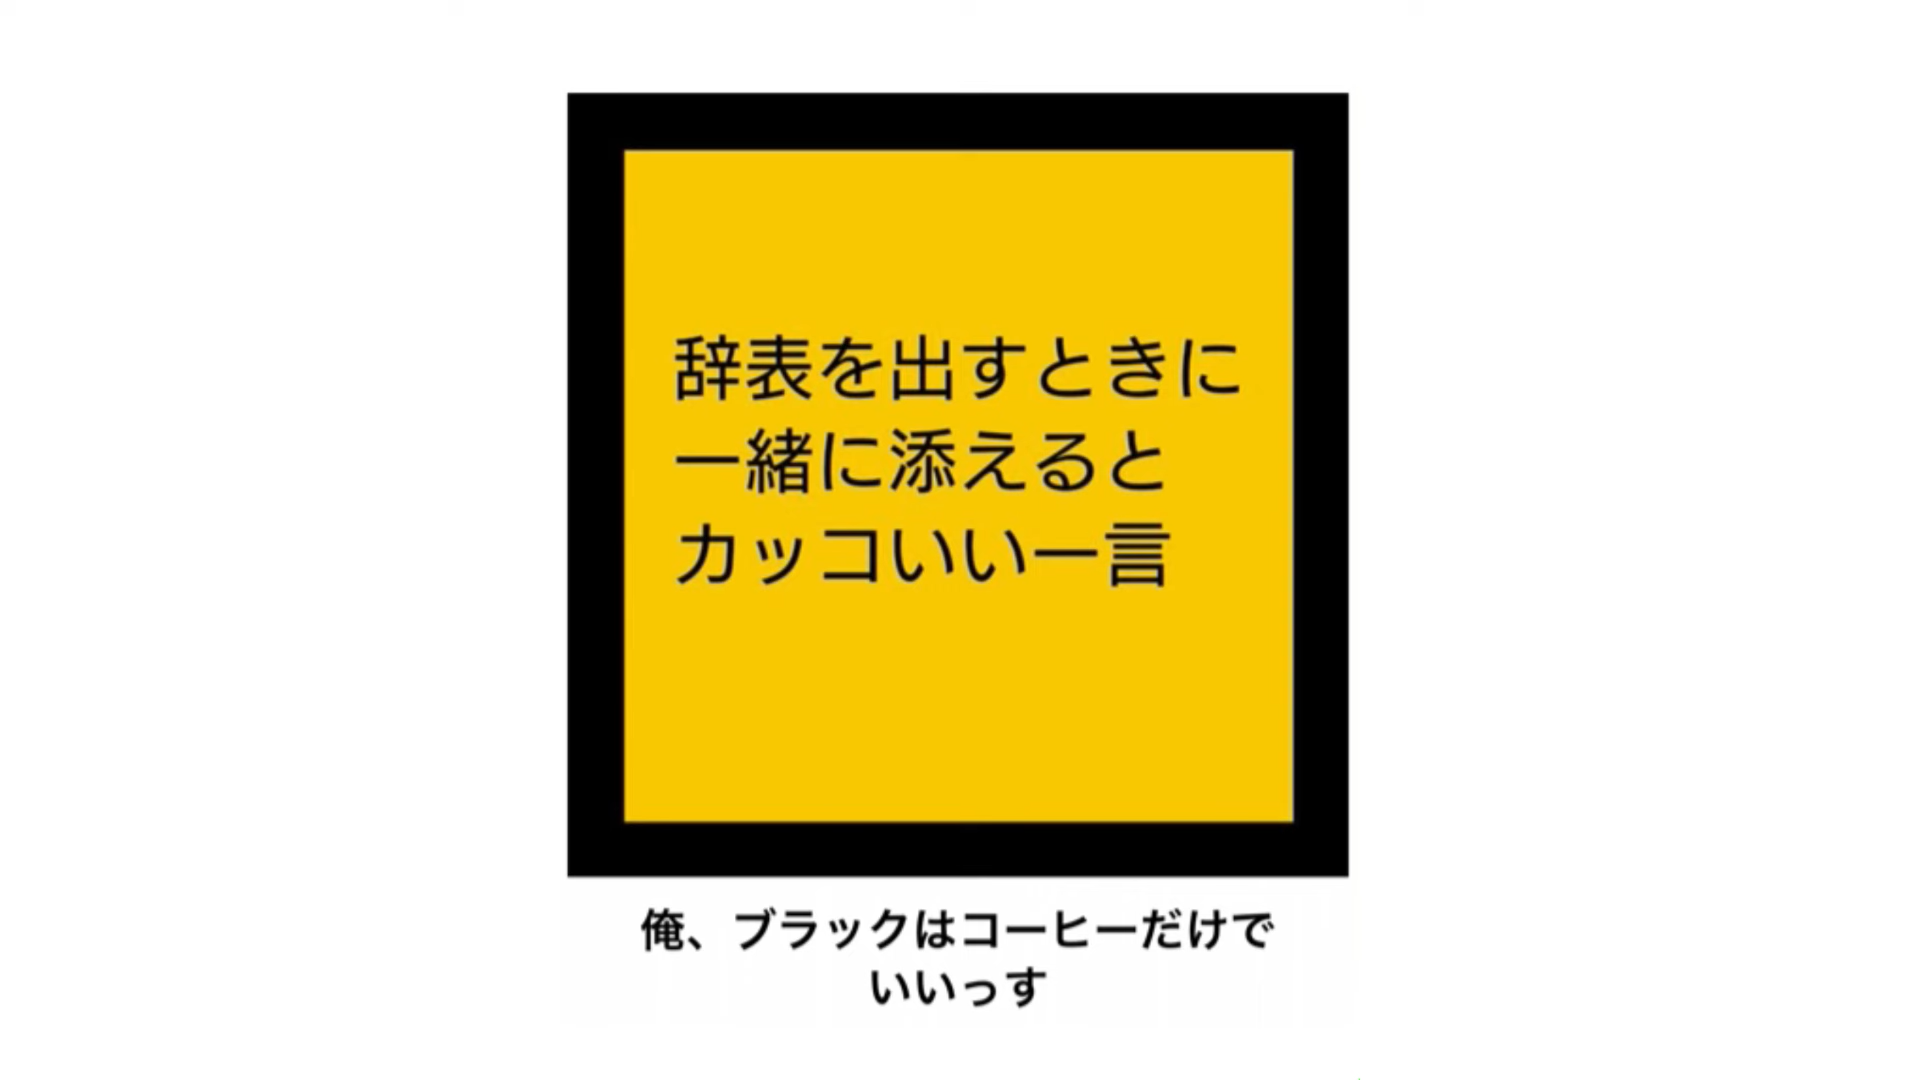 辞表を出すときに
一緒に添えると
カッコいい一言
俺、ブラックはコーヒーだけで
いいっす